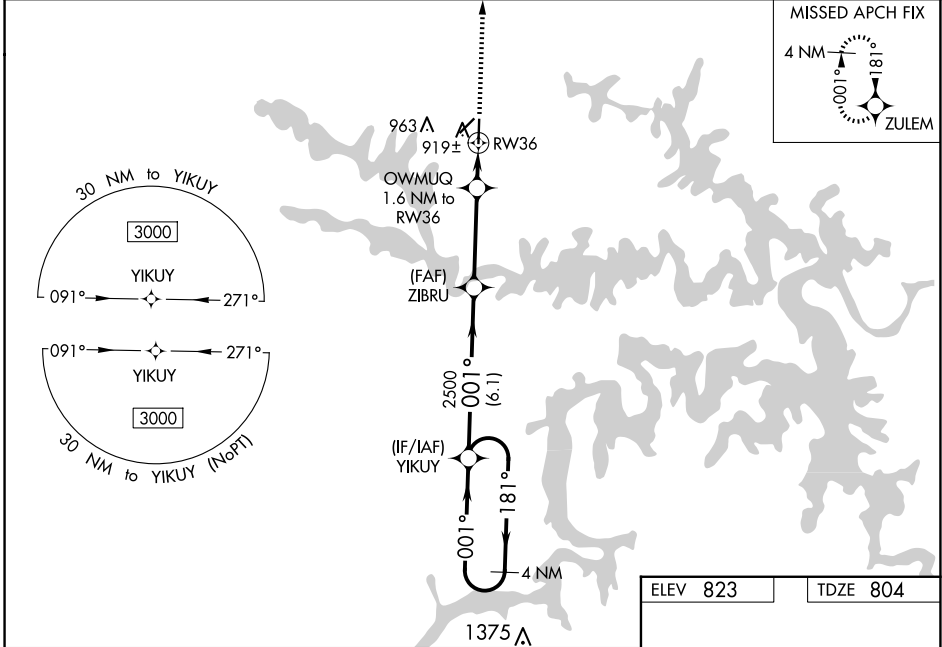 MISSED APCH FIX
4 NM
001°
181°
ZULEM
963
919±
RW36
OWMUQ
1.6 NM to
RW36
30 NM to YIKUY
3000
YIKUY
091°
271°
091°
271°
YIKUY
3000
30 NM to YIKUY (NoPT)
(FAF)
ZIBRU
2500
001°
(6.1)
(IF/IAF)
YIKUY
001°
181°
4 NM
1375
ELEV 823
TDZE 804